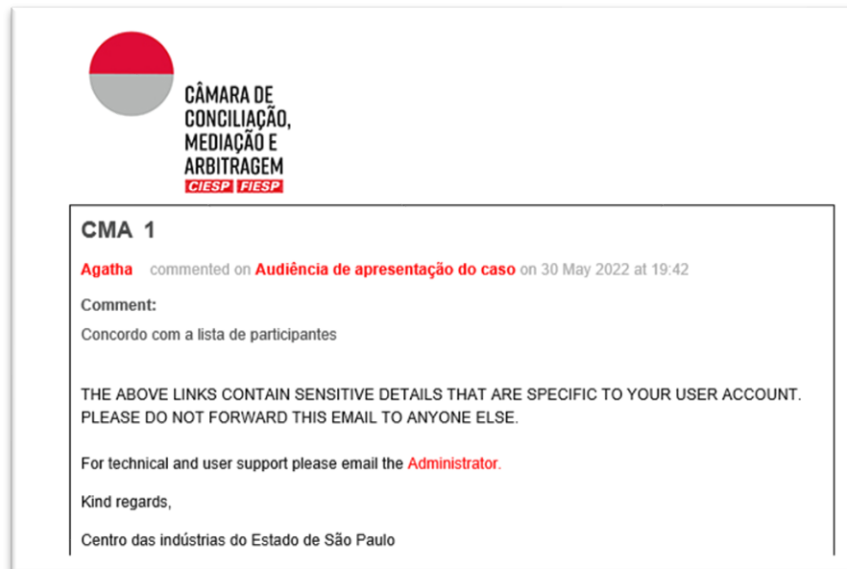 CÂMARA DE
CONCILIAÇÃO,
MEDIAÇÃO E
ARBITRAGEM
CIESP FIESP
CMA 1
Agatha commented on Audiência de apresentação do caso on 30 May 2022 at 19:42
Comment:
Concordo com a lista de participantes
THE ABOVE LINKS CONTAIN SENSITIVE DETAILS THAT ARE SPECIFIC TO YOUR USER ACCOUNT.
PLEASE DO NOT FORWARD THIS EMAIL TO ANYONE ELSE.
For technical and user support please email the Administrator.
Kind regards,
Centro das indústrias do Estado de São Paulo